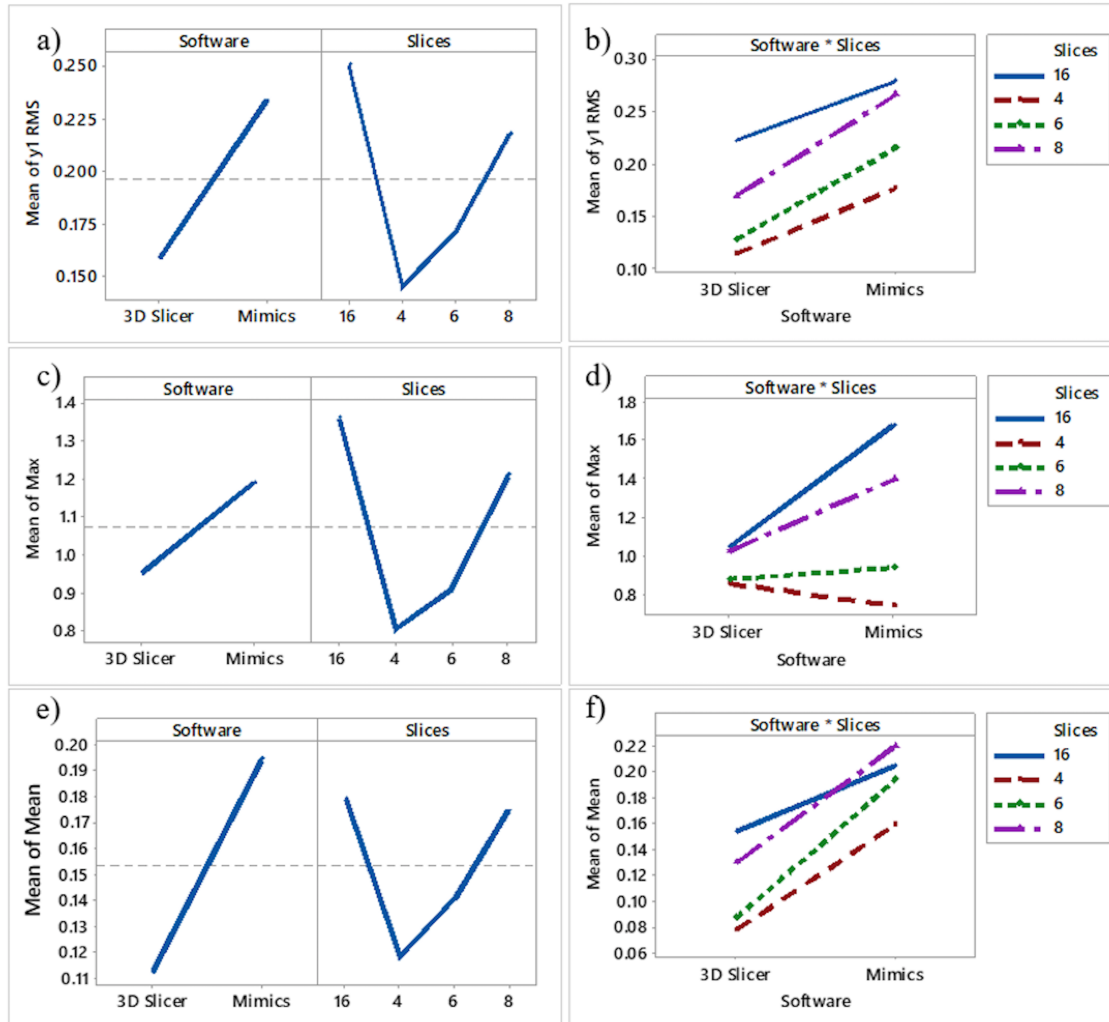 a)
Software
Slices
0.250
0.225
0.200
0.175
0.150
Mean of y1 RMS
3D Slicer
Mimics
16
4
6
8
b)
Software * Slices
0.30
0.25
0.20
0.15
0.10
Mean of y1 RMS
3D Slicer
Mimics
Software
Slices
16
4
6
8
c)
Software
Slices
1.4
1.3
1.2
1.1
1.0
0.9
0.8
Mean of Max
3D Slicer
Mimics
16
4
6
8
d)
Software * Slices
1.8
1.6
1.4
1.2
1.0
0.8
Mean of Max
3D Slicer
Mimics
Software
Slices
16
4
6
8
e)
Software
Slices
0.20
0.19
0.18
0.17
0.16
0.15
0.14
0.13
0.12
0.11
Mean of Mean
3D Slicer
Mimics
16
4
6
8
f)
Software * Slices
0.22
0.20
0.18
0.16
0.14
0.12
0.10
0.08
0.06
Mean of Mean
3D Slicer
Mimics
Software
Slices
16
4
6
8